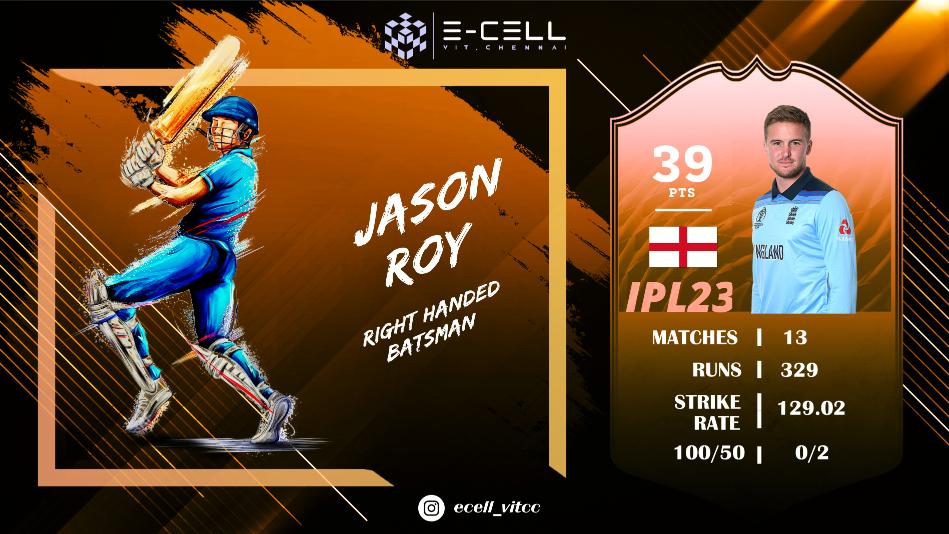 E-CELL
VIT, CHENNAI
JASON
ROY
RIGHT HANDED
BATSMAN
39
PTS
ENGLAND
IPL23
MATCHES | 13
RUNS | 329
STRIKE
RATE | 129.02
100/50 | 0/2
ecell_vitcc